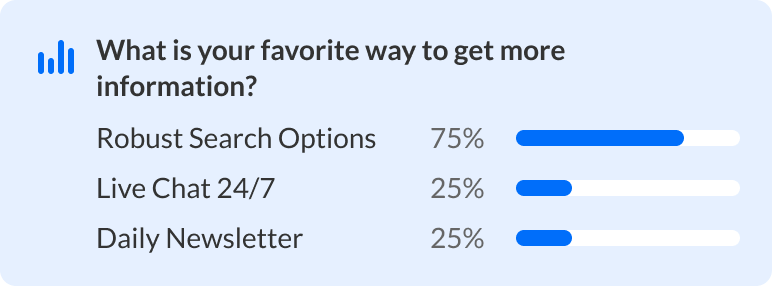 What is your favorite way to get more
information?
Robust Search Options 75%
Live Chat 24/7 25%
Daily Newsletter 25%